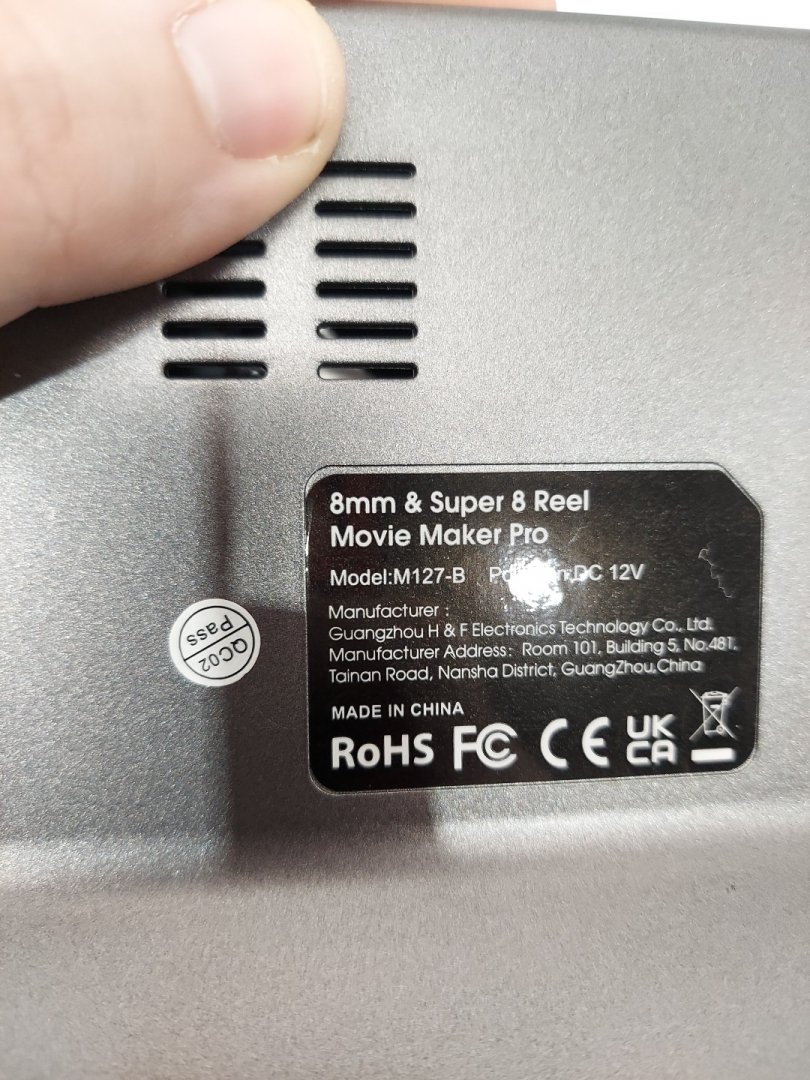 8mm & Super 8 Reel
Movie Maker Pro
Model:M127-B DC 12V
Manufacturer :
Guangzhou H & F Electronics Technology Co., Ltd.
Manufacturer Address: Room 101, Building 5, No.481,
Tainan Road, Nansha District, GuangZhou,China
MADE IN CHINA
RoHS FC CE UK
CA
QC02
Pass